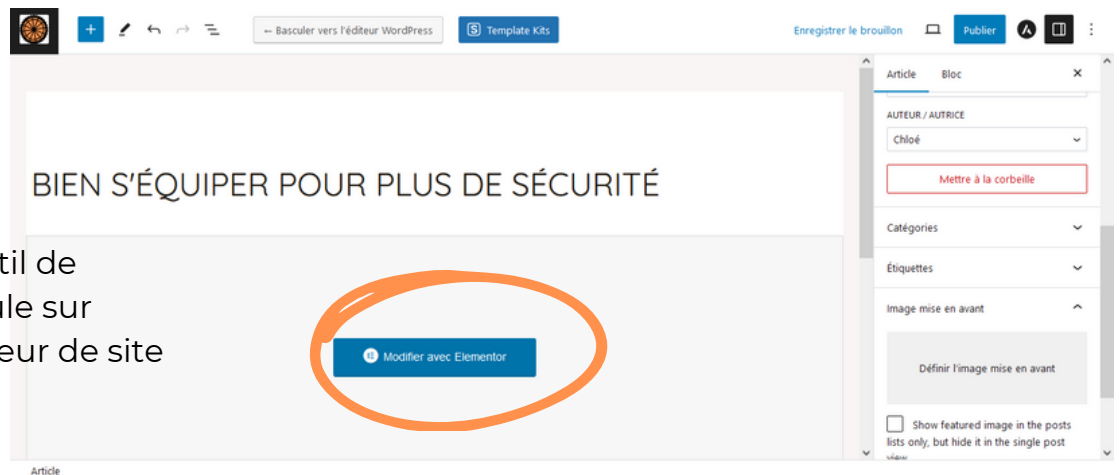 ← Basculer vers l'éditeur WordPress
S Template Kits
Enregistrer le brouillon
Publier
Article Bloc
AUTEUR / AUTRICE
Chloé
Mettre à la corbeille
Catégories
Étiquettes
Image mise en avant
Définir l'image mise en avant
Show featured image in the posts
lists only, but hide it in the single post
view
BIEN S'ÉQUIPER POUR PLUS DE SÉCURITÉ
til de
le sur
eur de site
Modifier avec Elementor
Article